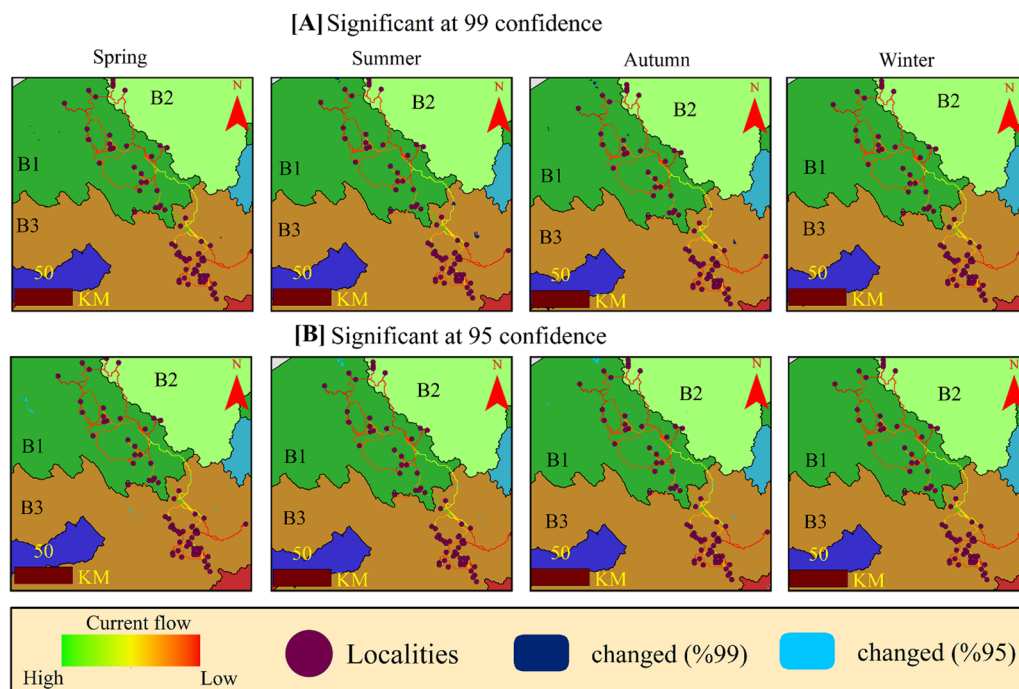 [A] Significant at 99 confidence
Spring Summer Autumn Winter
N N N N
B2 B2 B2 B2
B1 B1 B1 B1
B3 B3 B3 B3
50 50 50 50
KM KM KM KM
[B] Significant at 95 confidence
N N N N
B2 B2 B2 B2
B1 B1 B1 B1
B3 B3 B3 B3
50 50 50 50
KM KM KM KM
Current flow
High Low
Localities
changed (%99)
changed (%95)